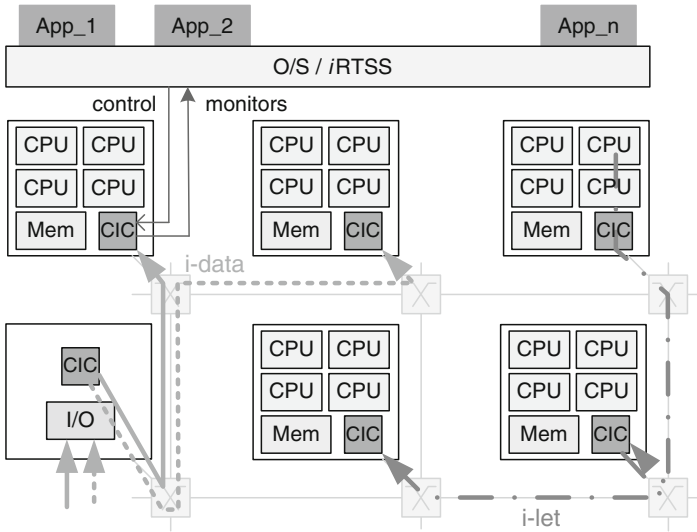 App_1 App_2 App_n
O/S / iRTSS
control monitors
CPU CPU CPU CPU CPU CPU
CPU CPU CPU CPU CPU CPU
Mem CIC Mem CIC Mem CIC
i-data
CIC CPU CPU CPU CPU
CPU CPU CPU CPU
I/O Mem CIC Mem CIC
i-let